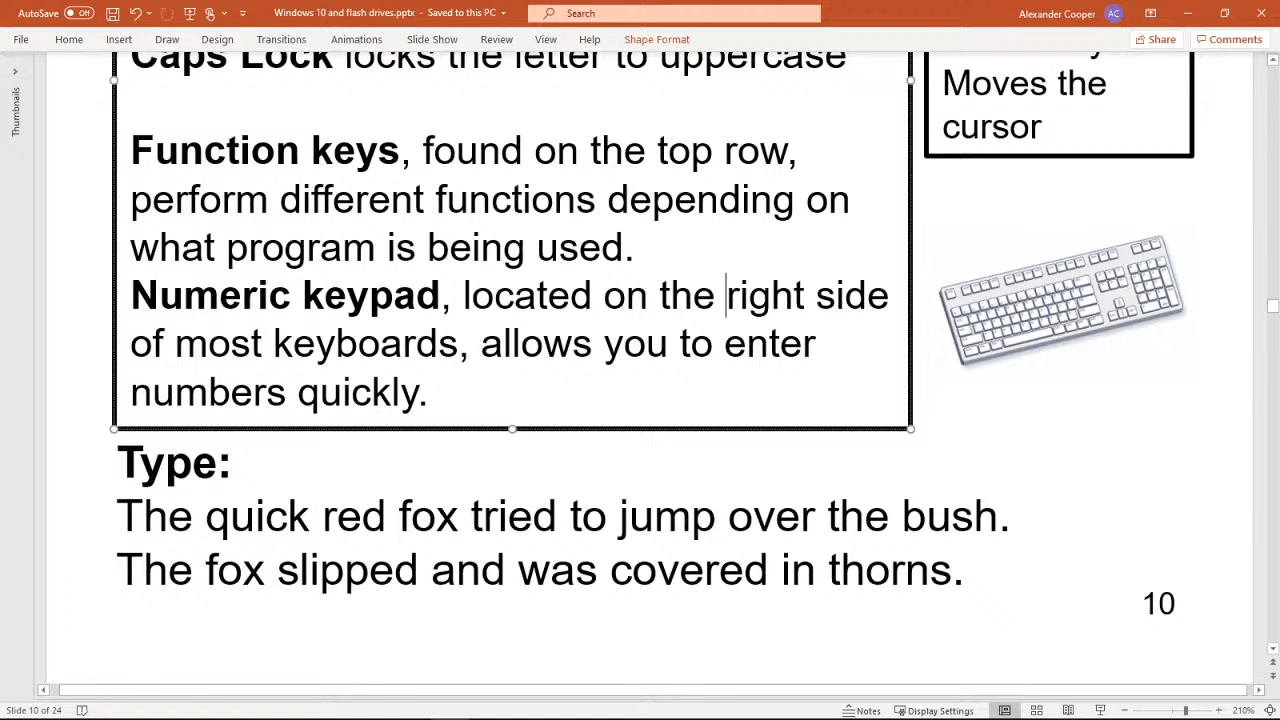 AutoSave Off Windows 10 and flash drives.pptx - Saved to this PC Search Alexander Cooper AC
File Home Insert Draw Design Transitions Animations Slide Show Review View Help Shape Format Share Comments
Thumbnails
Caps Lock locks the letter to uppercase
Function keys, found on the top row,
perform different functions depending on
what program is being used.
Numeric keypad, located on the right side
of most keyboards, allows you to enter
numbers quickly.
Moves the
cursor
Type:
The quick red fox tried to jump over the bush.
The fox slipped and was covered in thorns.
10
Slide 10 of 24 Notes Display Settings 210%